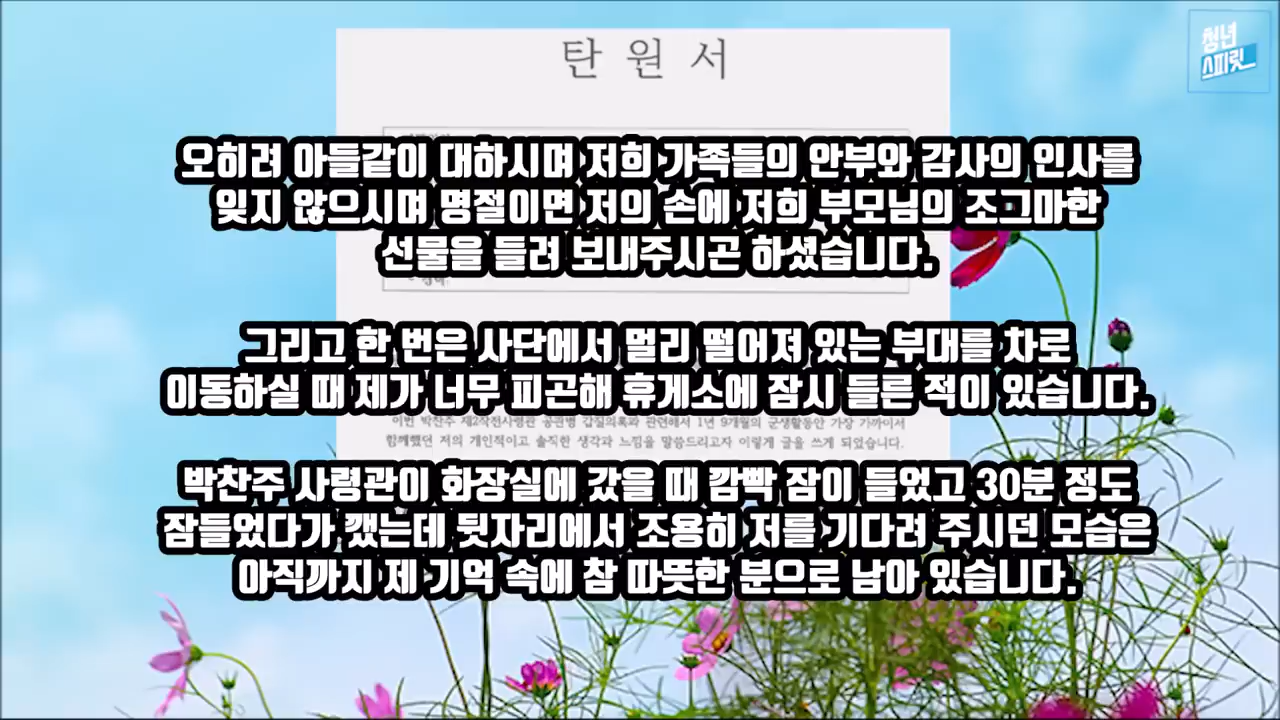 청년
스피릿
탄원서
오히려 아들같이 대하시며 저희 가족들의 안부와 감사의 인사를
잊지 않으시며 명절이면 저의 손에 저희 부모님의 조그마한
선물을 들려 보내주시곤 하셨습니다.
그리고 한 번은 사단에서 멀리 떨어져 있는 부대를 차로
이동하실 때 제가 너무 피곤해 휴게소에 잠시 들른 적이 있습니다.
이번 박찬주 제2작전사령관 공관병 갑질의혹과 관련해서 1년 9개월의 군생활동안 가장 가까이서
함께했던 저의 개인적이고 솔직한 생각과 느낌을 말씀드리고자 이렇게 글을 쓰게 되었습니다.
박찬주 사령관이 화장실에 갔을 때 깜빡 잠이 들었고 30분 정도
잠들었다가 깼는데 뒷자리에서 조용히 저를 기다려 주시던 모습은
아직까지 제 기억 속에 참 따뜻한 분으로 남아 있습니다.